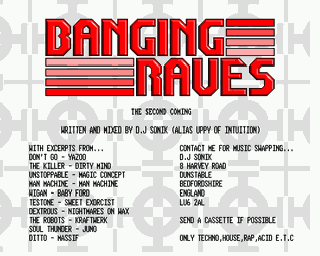 BANGING
RAVES
THE SECOND COMING
WRITTEN AND MIXED BY D.J SONIK (ALIAS UPPY OF INTUITION)
WITH EXCERPTS FROM...
DON'T GO - YAZOO
THE KILLER - DIRTY MIND
UNSTOPPABLE - MAGIC CONCEPT
MAN MACHINE - MAN MACHINE
WIGAN - BABY FORD
TESTONE - SWEET EXORCIST
DEXTROUS - NIGHTMARES ON WAX
THE ROBOTS - KRAFTWERK
SOUL THUNDER - JUNO
DITTO - MASSIF
CONTACT ME FOR MUSIC SWAPPING...
D.J SONIK
8 HARVEY ROAD
DUNSTABLE
BEDFORDSHIRE
ENGLAND
LU6 2AL
SEND A CASSETTE IF POSSIBLE
ONLY TECHNO,HOUSE,RAP,ACID E.T.C